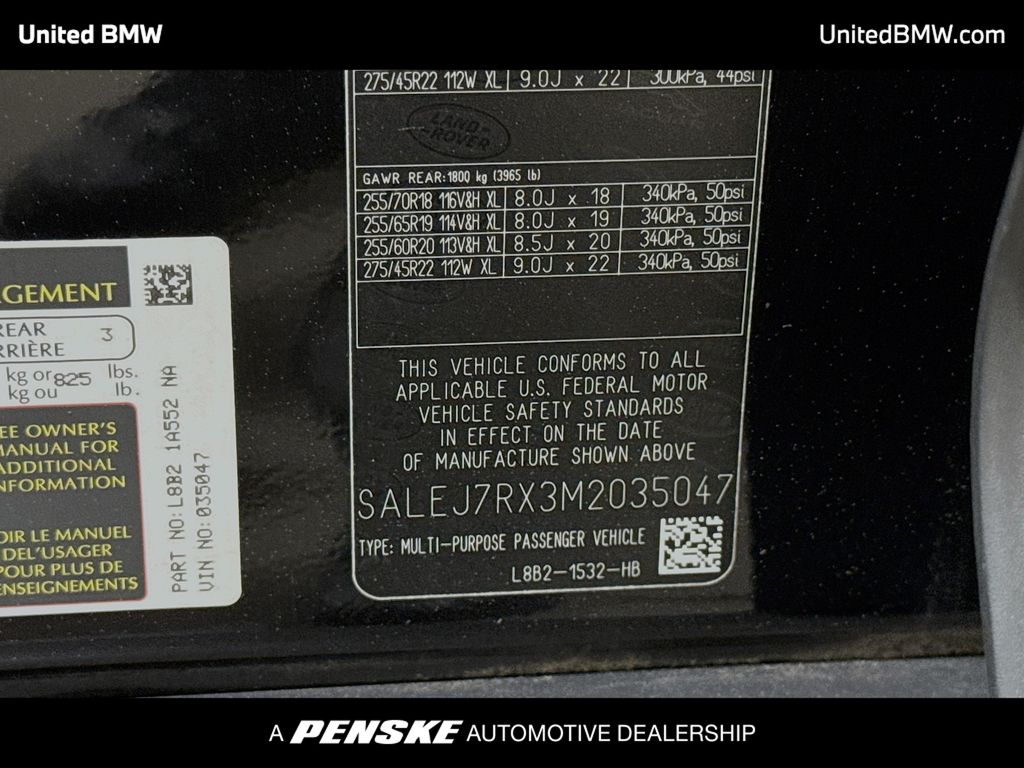 United BMW
UnitedBMW.com
275/45R22 112W XL 9.0J x 22 300kPa, 44psi
LAND-
-ROVER
GAWR REAR:1800 kg (3965 lb)
255/70R18 116V&H XL 8.0J x 18 340kPa, 50psi
255/65R19 114V&H XL 8.0J x 19 340kPa, 50psi
255/60R20 113V&H XL 8.5J x 20 340kPa, 50psi
275/45R22 112W XL 9.0J x 22 340kPa, 50psi
THIS VEHICLE CONFORMS TO ALL
APPLICABLE U.S. FEDERAL MOTOR
VEHICLE SAFETY STANDARDS
IN EFFECT ON THE DATE
OF MANUFACTURE SHOWN ABOVE
SALEJ7RX3M2035047
TYPE: MULTI-PURPOSE PASSENGER VEHICLE
L8B2-1532-HB
AGEMENT
REAR 3
RRIÈRE
kg or 825 lbs.
kg ou lb.
EE OWNER'S
MANUAL FOR
ADDITIONAL
NFORMATION
OIR LE MANUEL
DEL'USAGER
POUR PLUS DE
ENSEIGNEMENTS
PART NO:L8B2 1A552 NA
VIN NO:035047
A PENSKE AUTOMOTIVE DEALERSHIP